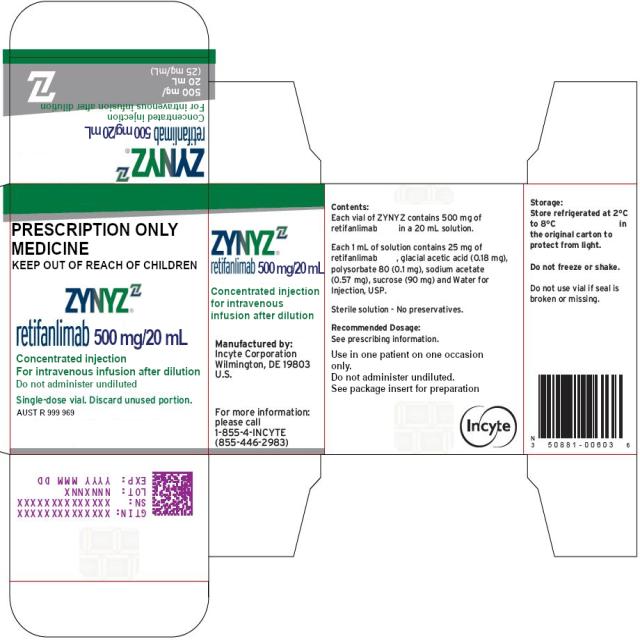 500 mg/
20 mL
(25 mg/mL)
ZYNYZ
retifanlimab 500 mg/20 mL
Concentrated injection
For intravenous infusion after dilution
PRESCRIPTION ONLY
MEDICINE
KEEP OUT OF REACH OF CHILDREN
ZYNYZ
retifanlimab 500 mg/20 mL
Concentrated injection
For intravenous infusion after dilution
Do not administer undiluted
Single-dose vial. Discard unused portion.
AUST R 999 969
ZYNYZ
retifanlimab 500 mg/20 mL
Concentrated injection
for intravenous
infusion after dilution
Manufactured by:
Incyte Corporation
Wilmington, DE 19803
U.S.
For more information:
please call
1-855-4-INCYTE
(855-446-2983)
Contents:
Each vial of ZYNYZ contains 500 mg of
retifanlimab in a 20 mL solution.
Each 1 mL of solution contains 25 mg of
retifanlimab , glacial acetic acid (0.18 mg),
polysorbate 80 (0.1 mg), sodium acetate
(0.57 mg), sucrose (90 mg) and Water for
Injection, USP.
Sterile solution - No preservatives.
Recommended Dosage:
See prescribing information.
Use in one patient on one occasion
only.
Do not administer undiluted.
See package insert for preparation
Incyte
Storage:
Store refrigerated at 2°C
to 8°C in
the original carton to
protect from light.
Do not freeze or shake.
Do not use vial if seal is
broken or missing.
N
3 50881-00603 6
GTIN: XXXXXXXXXXXXXX
SN: XXXXXXXXXXXXXX
LOT: NNNNXNNX
EXP: YYYY MMM DD